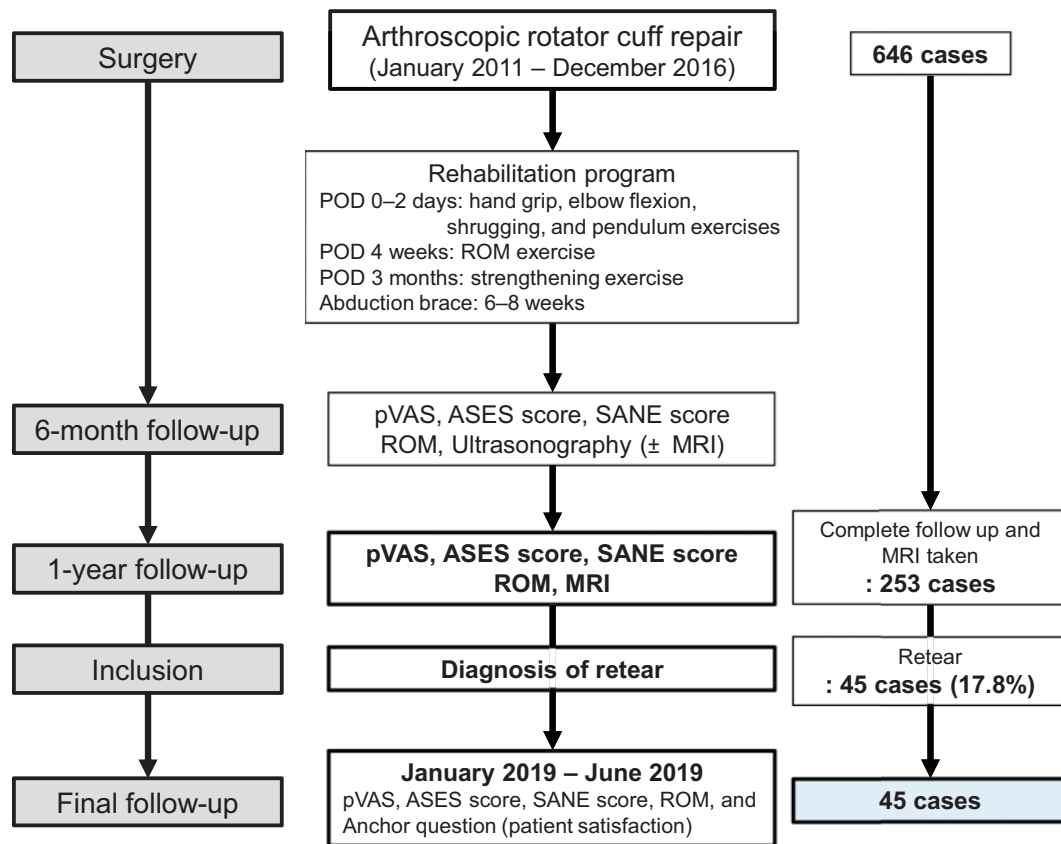 Surgery
Arthroscopic rotator cuff repair
(January 2011 – December 2016)
646 cases
Rehabilitation program
POD 0–2 days: hand grip, elbow flexion,
shrugging, and pendulum exercises
POD 4 weeks: ROM exercise
POD 3 months: strengthening exercise
Abduction brace: 6–8 weeks
6-month follow-up
pVAS, ASES score, SANE score
ROM, Ultrasonography (± MRI)
1-year follow-up
pVAS, ASES score, SANE score
ROM, MRI
Complete follow up and
MRI taken
: 253 cases
Inclusion
Diagnosis of retear
Retear
: 45 cases (17.8%)
Final follow-up
January 2019 – June 2019
pVAS, ASES score, SANE score, ROM, and
Anchor question (patient satisfaction)
45 cases